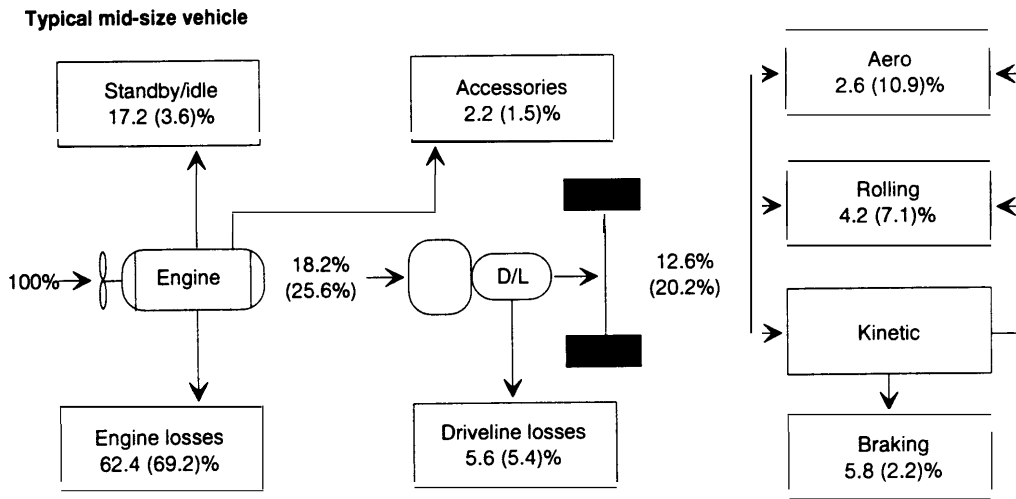 Typical mid-size vehicle
Standby/idle
17.2 (3.6)%
Accessories
2.2 (1.5)%
Aero
2.6 (10.9)%
Rolling
4.2 (7.1)%
100%
Engine
18.2%
(25.6%)
D/L
12.6%
(20.2%)
Kinetic
Engine losses
62.4 (69.2)%
Driveline losses
5.6 (5.4)%
Braking
5.8 (2.2)%